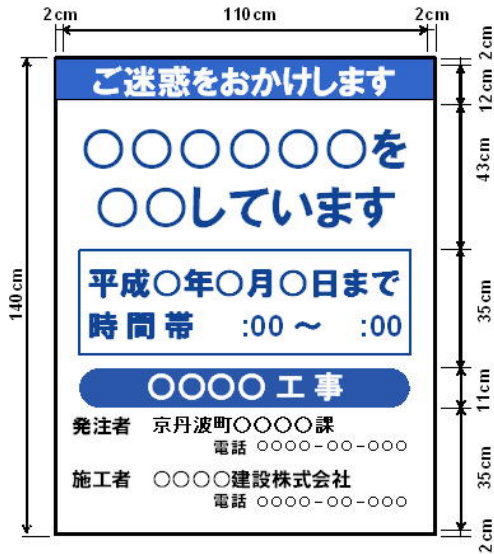 2cm 110cm 2cm
2cm
ご迷惑をおかけします
12cm
○○○○○○を
43cm
○○しています
140cm
平成○年○月○日まで
35cm
時間帯 :00 ~ :00
○○○○工事
11cm
発注者 京丹波町○○○○課
電話 ○○○○-○○-○○○
35cm
施工者 ○○○○建設株式会社
電話 ○○○○-○○-○○○
2cm